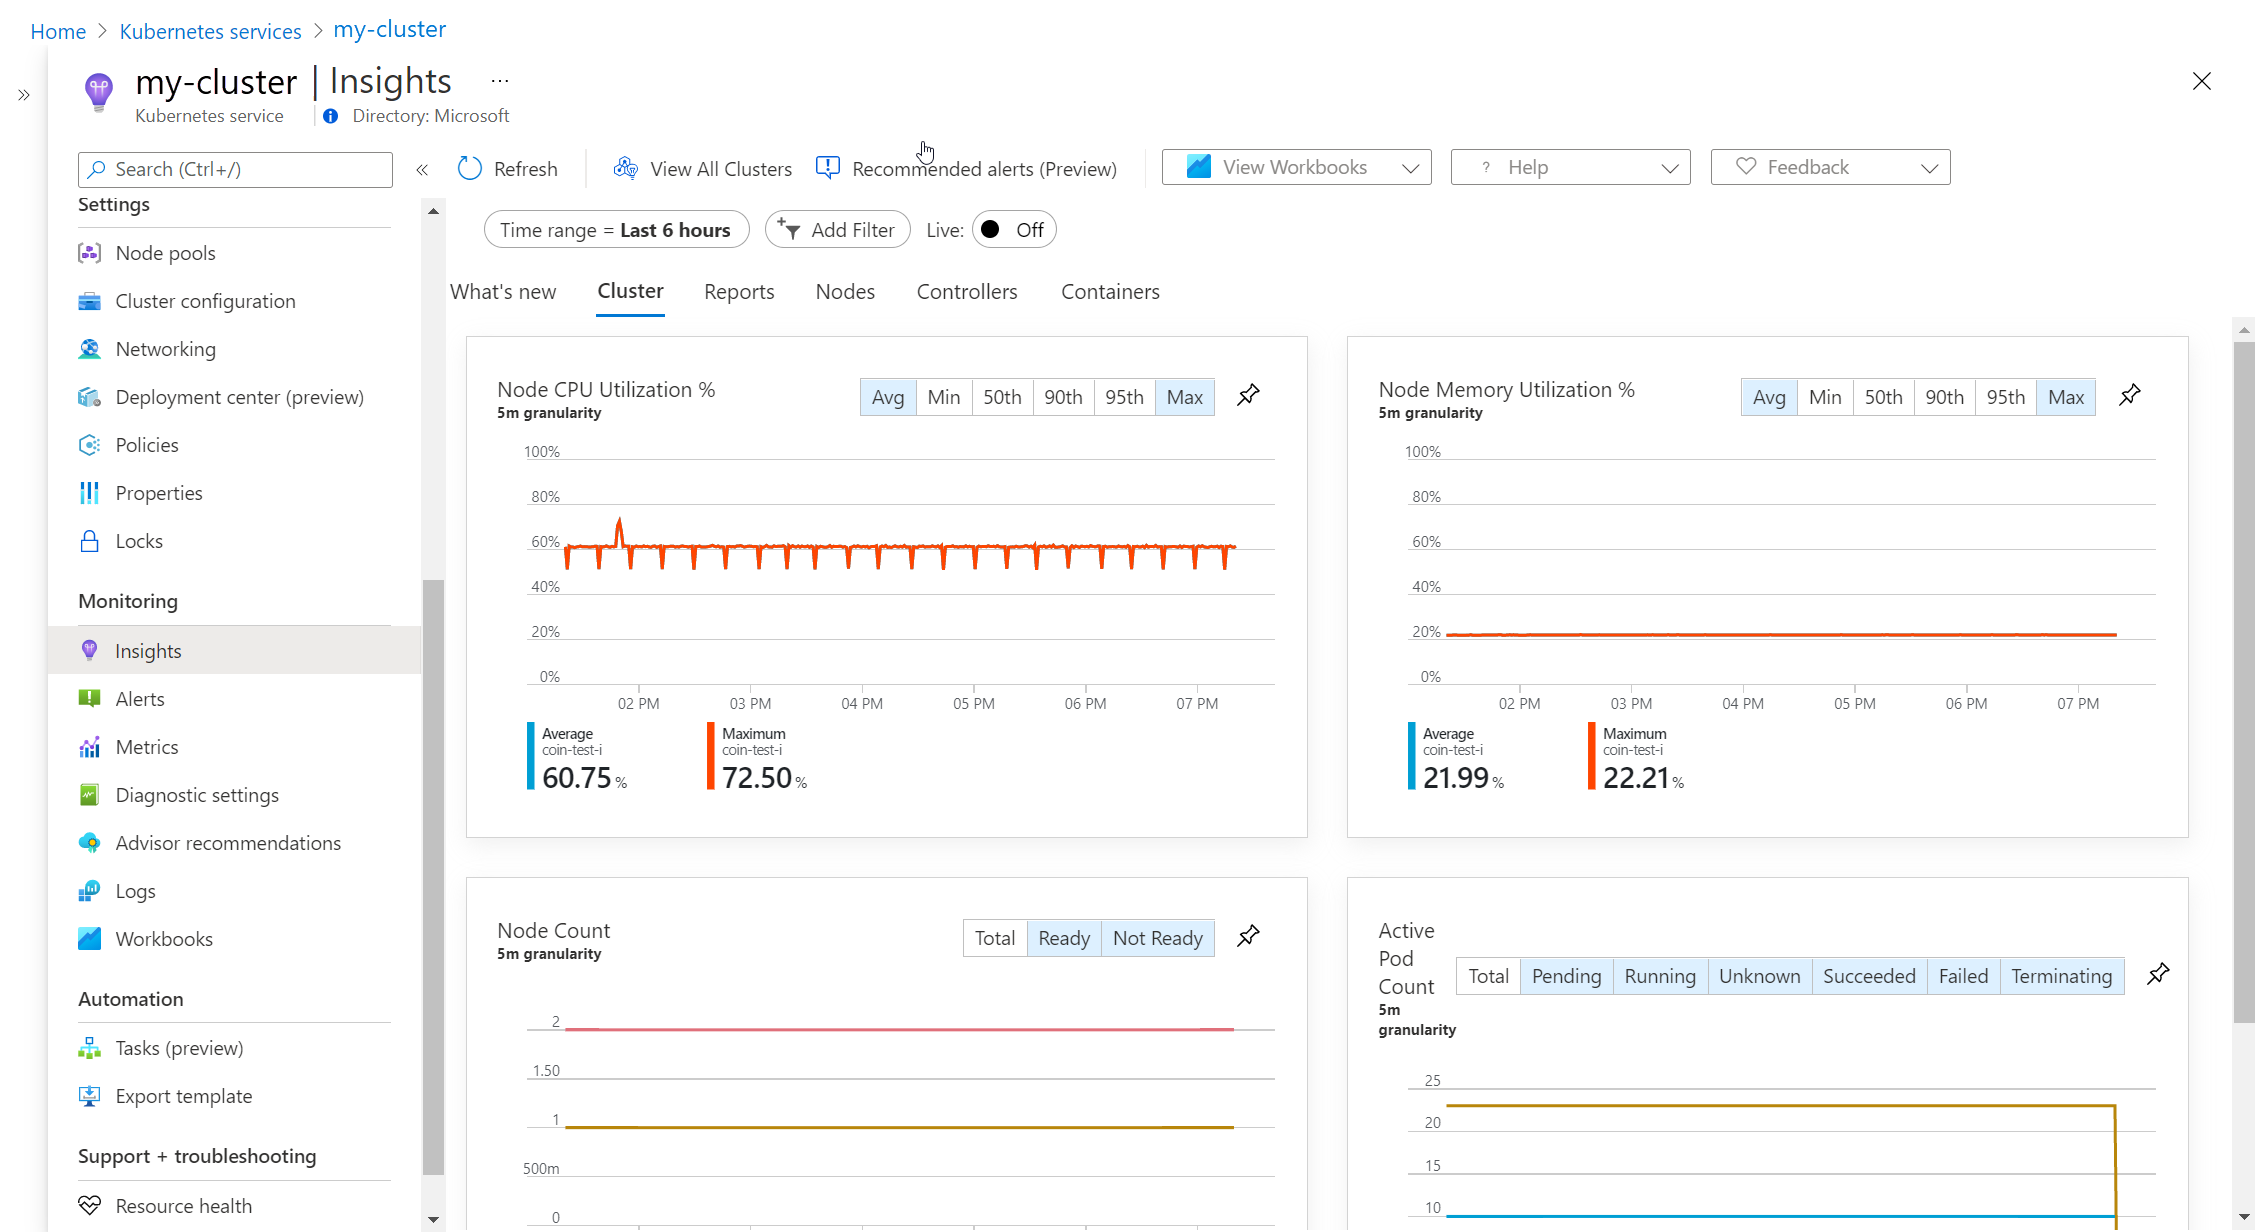 Home > Kubernetes services > my-cluster
my-cluster | Insights ...
Kubernetes service
Directory: Microsoft
Search (Ctrl+/)
Refresh
View All Clusters
Recommended alerts (Preview)
View Workbooks
? Help
Feedback
Time range = Last 6 hours
Add Filter
Live:
Off
What's new
Cluster
Reports
Nodes
Controllers
Containers
Settings
Node pools
Cluster configuration
Networking
Deployment center (preview)
Policies
Properties
Locks
Monitoring
Insights
Alerts
Metrics
Diagnostic settings
Advisor recommendations
Logs
Workbooks
Automation
Tasks (preview)
Export template
Support + troubleshooting
Resource health
Node CPU Utilization %
5m granularity
Avg Min 50th 90th 95th Max
100%
80%
60%
40%
20%
0%
02 PM 03 PM 04 PM 05 PM 06 PM 07 PM
Average
coin-test-i
60.75 %
Maximum
coin-test-i
72.50 %
Node Memory Utilization %
5m granularity
Avg Min 50th 90th 95th Max
100%
80%
60%
40%
20%
0%
02 PM 03 PM 04 PM 05 PM 06 PM 07 PM
Average
coin-test-i
21.99 %
Maximum
coin-test-i
22.21 %
Node Count
5m granularity
Total Ready Not Ready
2
1.50
1
500m
0
Active
Pod
Count
5m
granularity
Total Pending Running Unknown Succeeded Failed Terminating
25
20
15
10